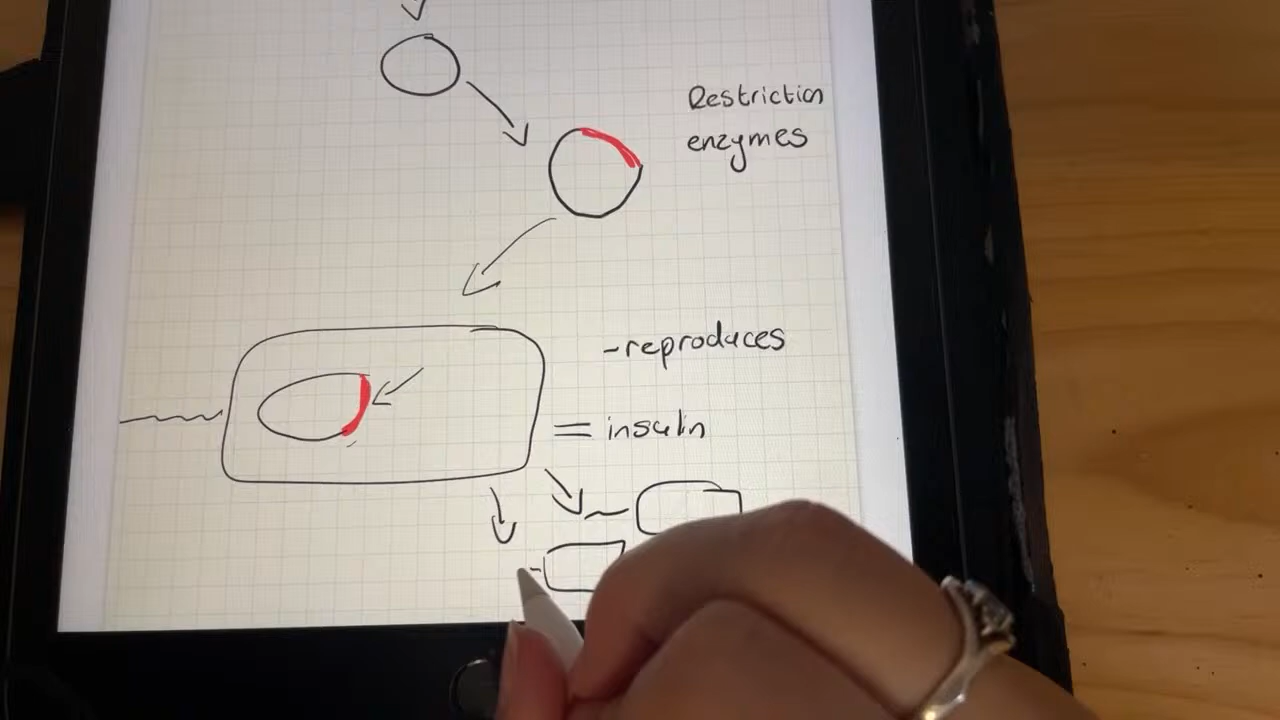 Restriction
enzymes
-reproduces
= insulin